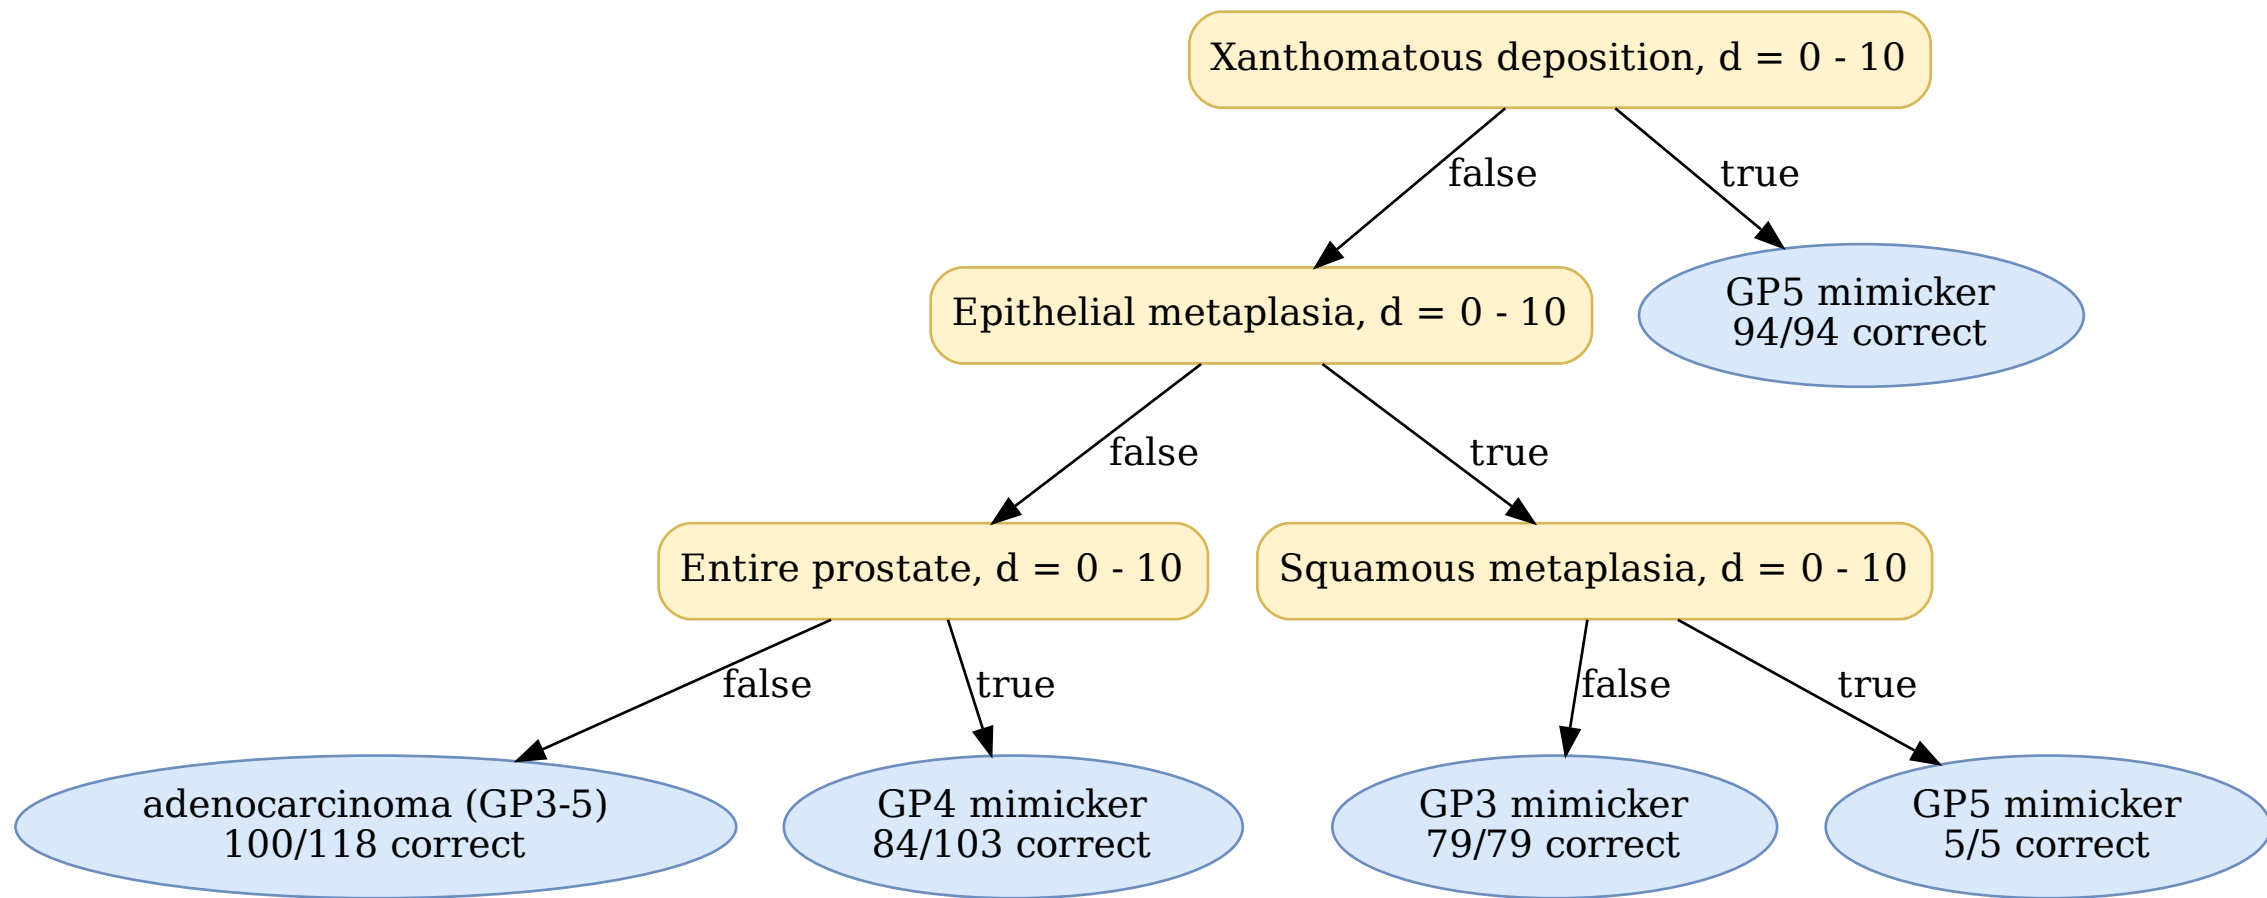 Xanthomatous deposition, d = 0 - 10
false
true
Epithelial metaplasia, d = 0 - 10
GP5 mimicker
94/94 correct
false
true
Entire prostate, d = 0 - 10
Squamous metaplasia, d = 0 - 10
false
true
false
true
adenocarcinoma (GP3-5)
100/118 correct
GP4 mimicker
84/103 correct
GP3 mimicker
79/79 correct
GP5 mimicker
5/5 correct